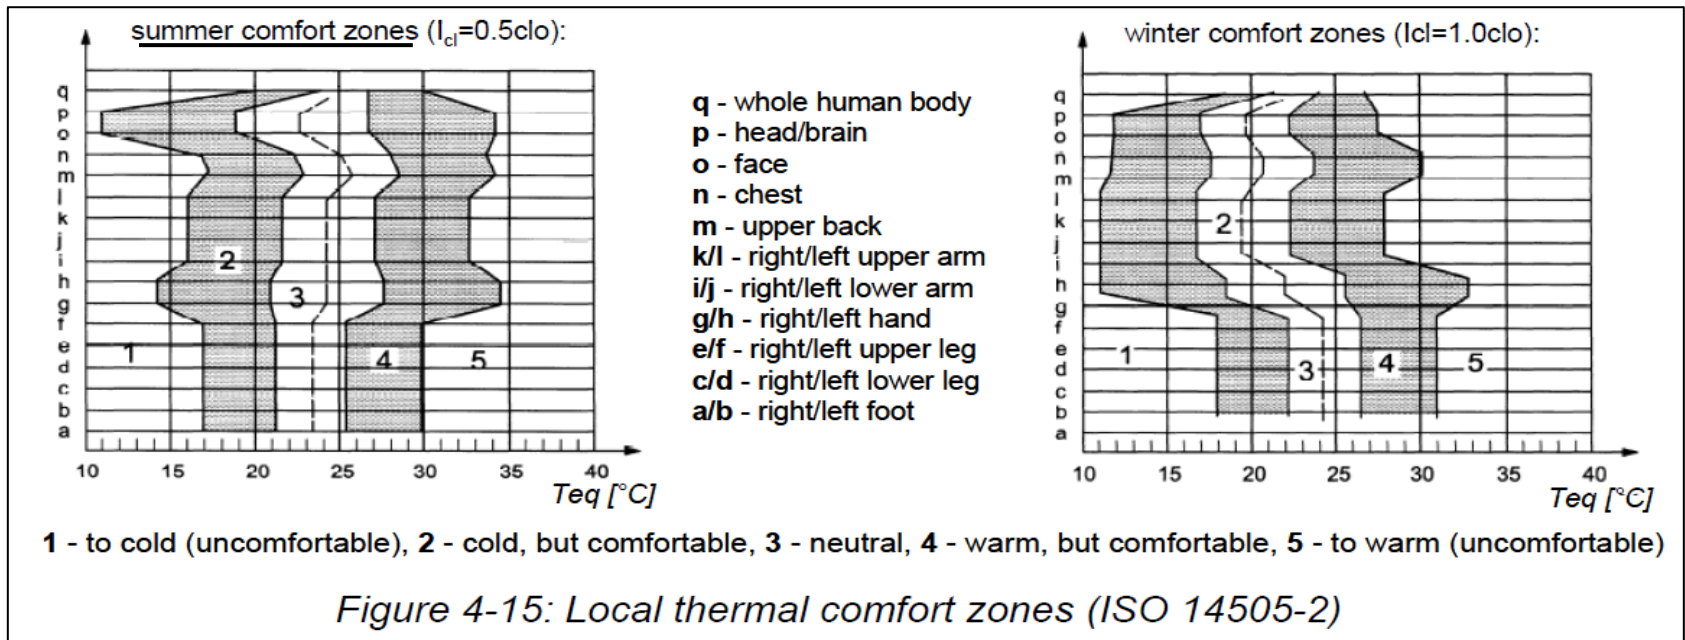 summer comfort zones (Icl=0.5clo):
q
p
o
n
m
l
k
j
i
h
g
f
e
d
c
b
a
2
3
1
4
5
10 15 20 25 30 35 40
Teq [°C]
q - whole human body
p - head/brain
o - face
n - chest
m - upper back
k/l - right/left upper arm
i/j - right/left lower arm
g/h - right/left hand
e/f - right/left upper leg
c/d - right/left lower leg
a/b - right/left foot
winter comfort zones (Icl=1.0clo):
q
p
o
n
m
l
k
j
i
h
g
f
e
d
c
b
a
2
1
3
4
5
10 15 20 25 30 35 40
Teq [°C]
1 - to cold (uncomfortable), 2 - cold, but comfortable, 3 - neutral, 4 - warm, but comfortable, 5 - to warm (uncomfortable)
Figure 4-15: Local thermal comfort zones (ISO 14505-2)